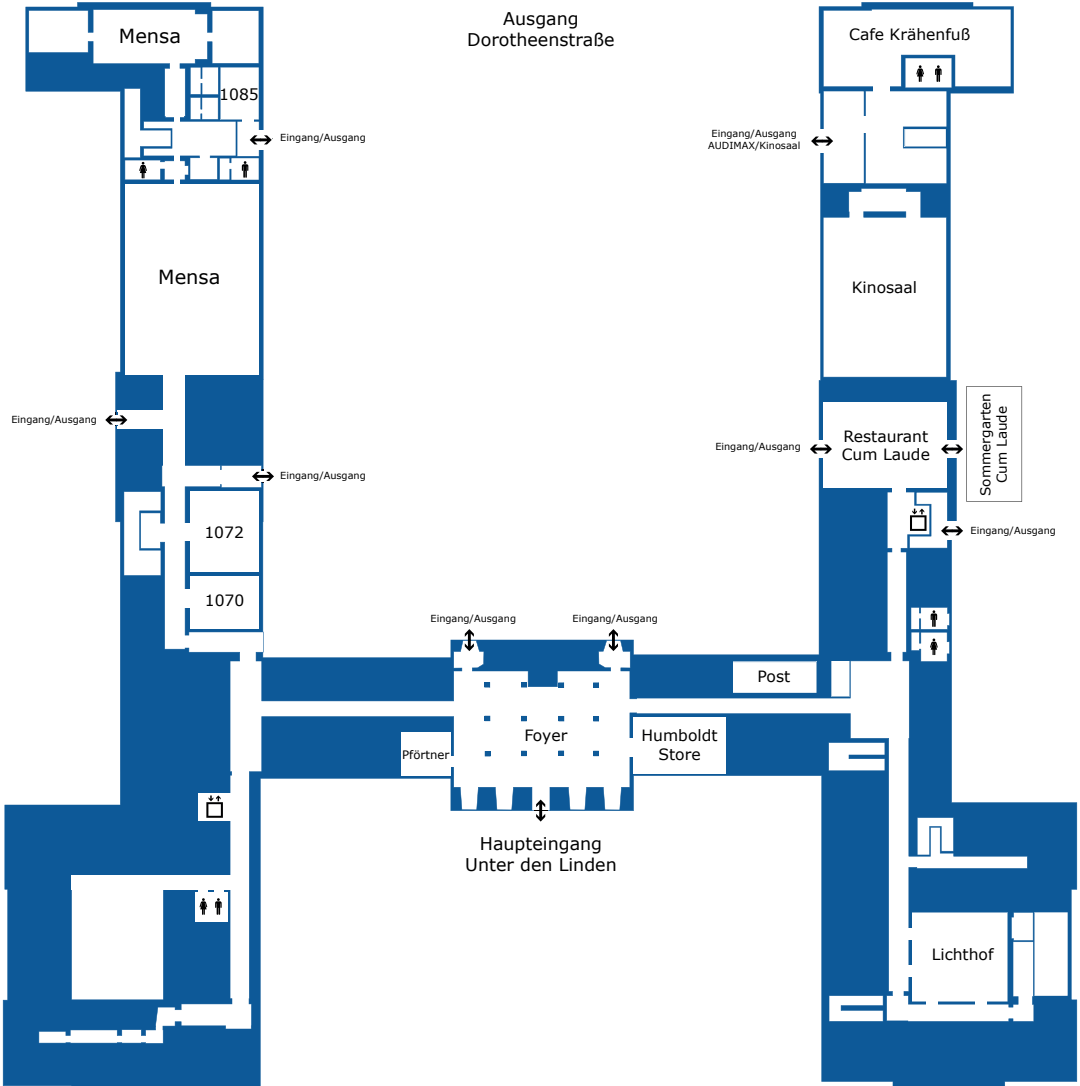 Ausgang
Dorotheenstraße
Mensa
Cafe Krähenfuß
1085
Eingang/Ausgang
Eingang/Ausgang
AUDIMAX/Kinosaal
Mensa
Kinosaal
Eingang/Ausgang
Eingang/Ausgang
Restaurant
Cum Laude
Sommergarten
Cum Laude
Eingang/Ausgang
1072
Eingang/Ausgang
1070
Eingang/Ausgang
Eingang/Ausgang
Post
Foyer
Humboldt
Store
Pförtner
Haupteingang
Unter den Linden
Lichthof